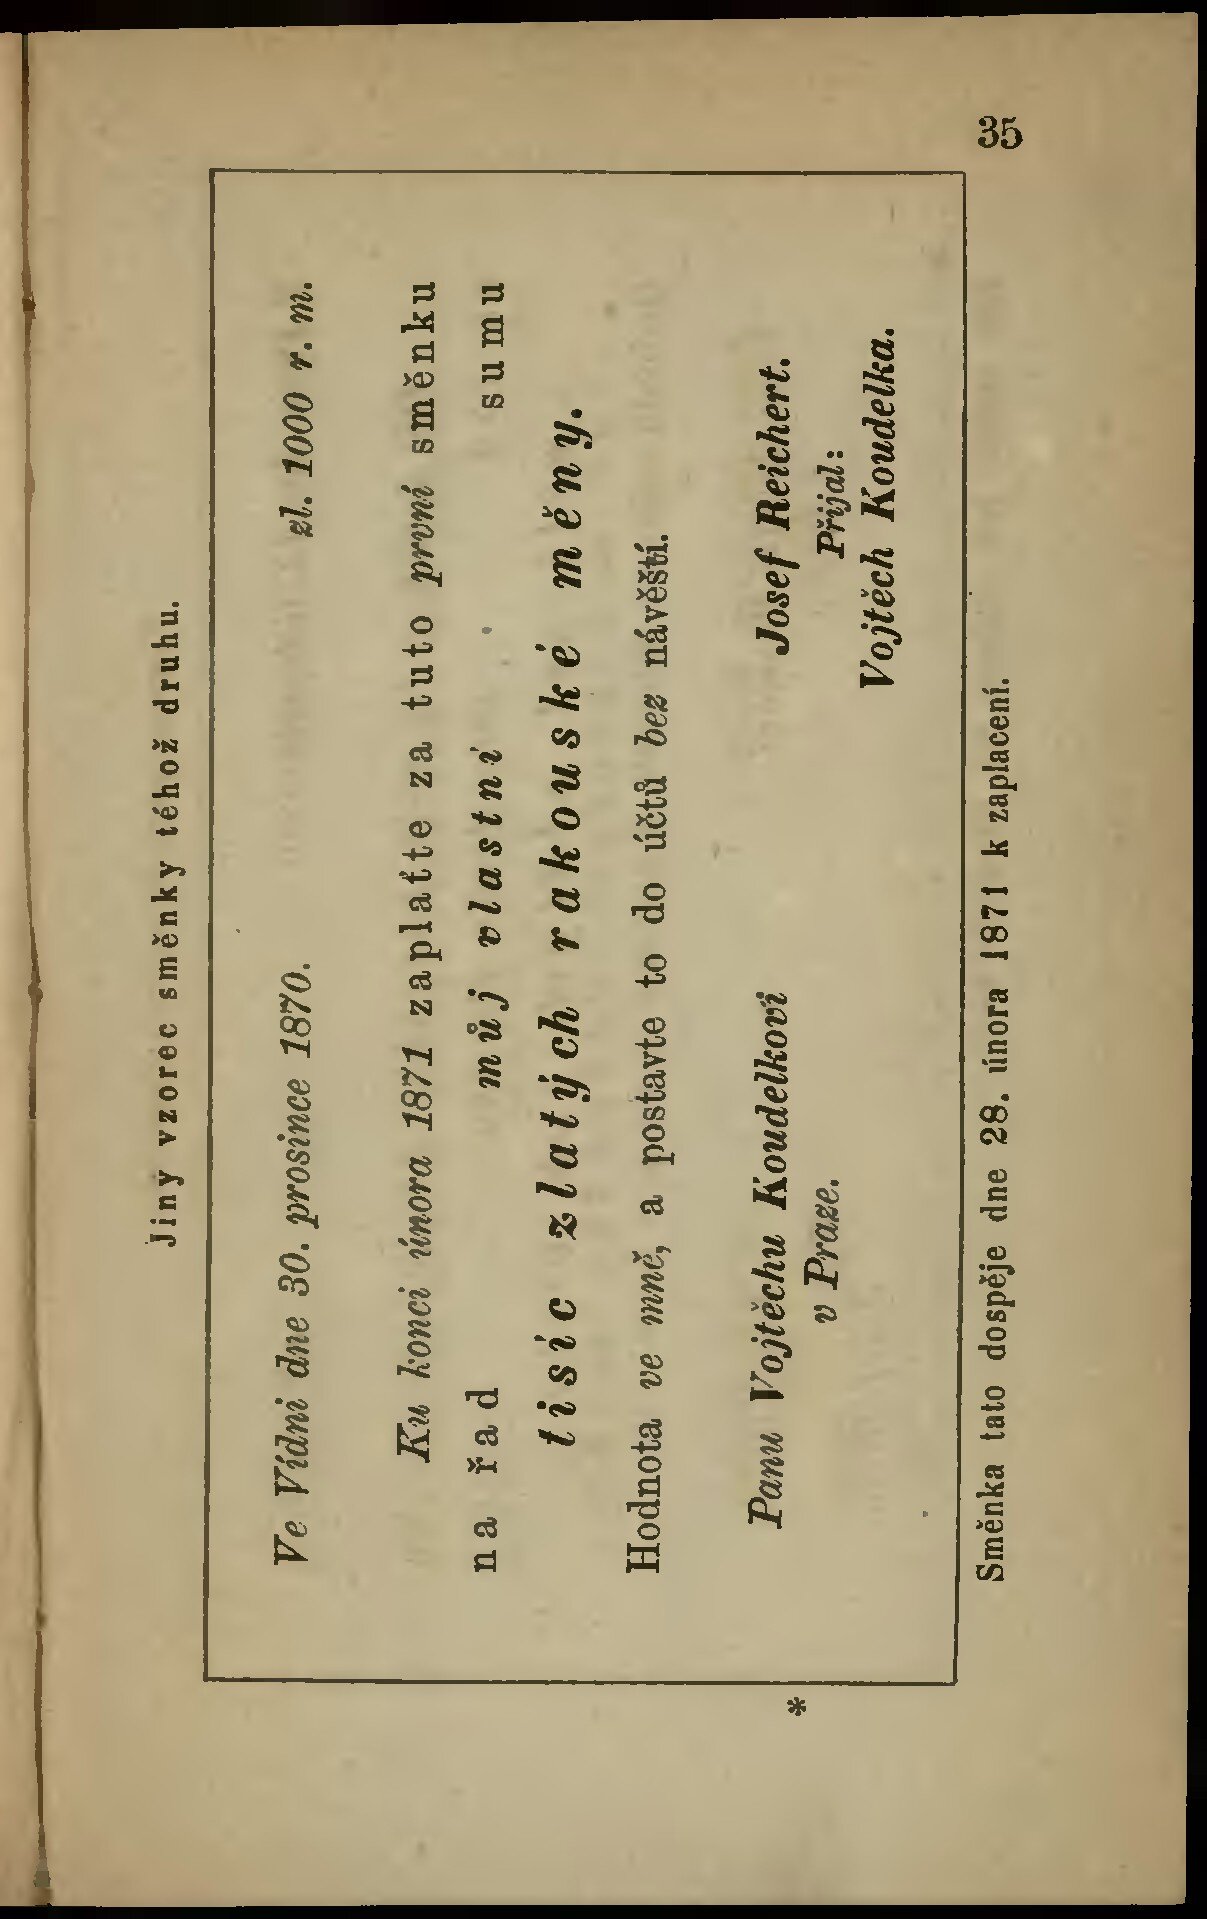 35
Jiný vzorec směnky téhož druhu.
Ve Vídni dne 30. prosince 1870. zl. 1000 r. m.
Ku konci února 1871 zaplaťte za tuto první směnku
na řad můj vlastní sumu
tisíc zlatých rakouské měny.
Hodnota ve mně, a postavte to do účtů bez návěští.
Panu Vojtěchu Koudelkovi Josef Reichert.
v Praze. Přijal:
Vojtěch Koudelka.
Směnka tato dospěje dne 28. února 1871 k zaplacení.
*